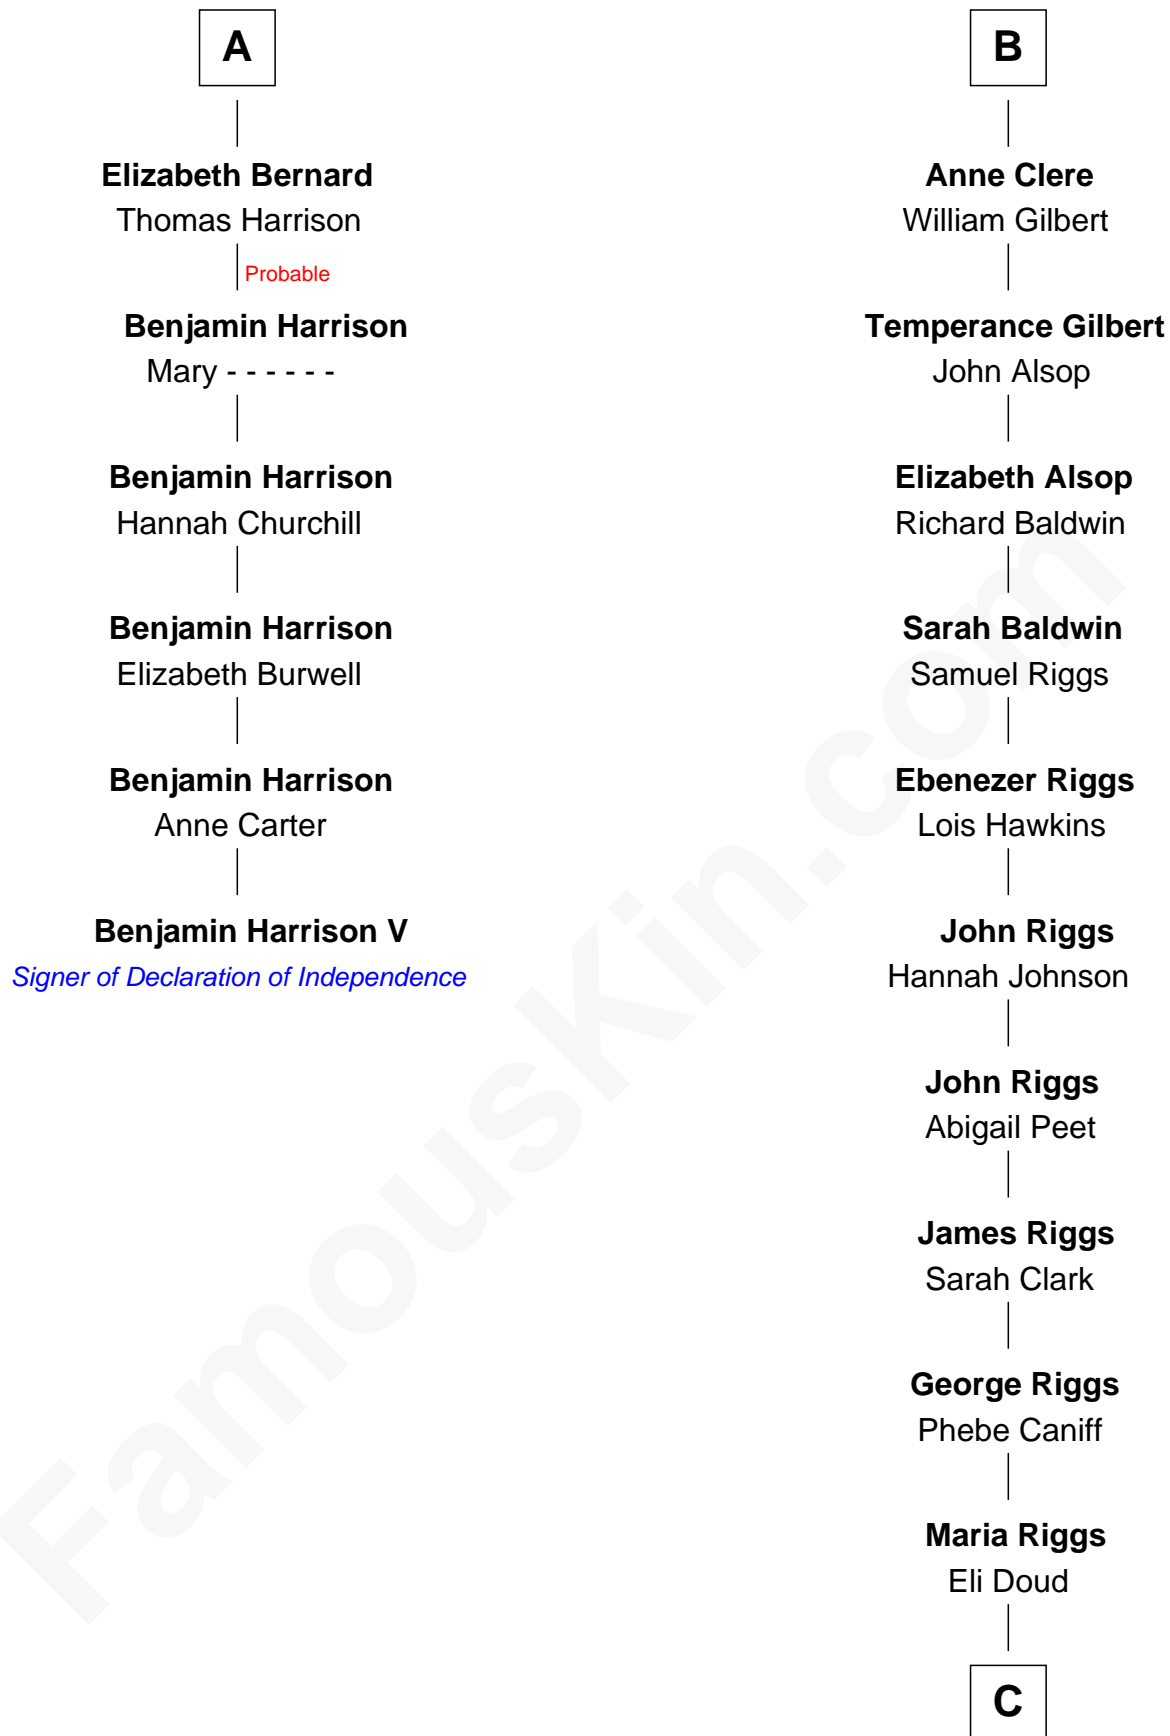 A
Elizabeth Bernard
Thomas Harrison
Probable
Benjamin Harrison
Mary - - - - - -
Benjamin Harrison
Hannah Churchill
Benjamin Harrison
Elizabeth Burwell
Benjamin Harrison
Anne Carter
Benjamin Harrison V
Signer of Declaration of Independence
B
Anne Clere
William Gilbert
Temperance Gilbert
John Alsop
Elizabeth Alsop
Richard Baldwin
Sarah Baldwin
Samuel Riggs
Ebenezer Riggs
Lois Hawkins
John Riggs
Hannah Johnson
John Riggs
Abigail Peet
James Riggs
Sarah Clark
George Riggs
Phebe Caniff
Maria Riggs
Eli Doud
C
FamousKin.com